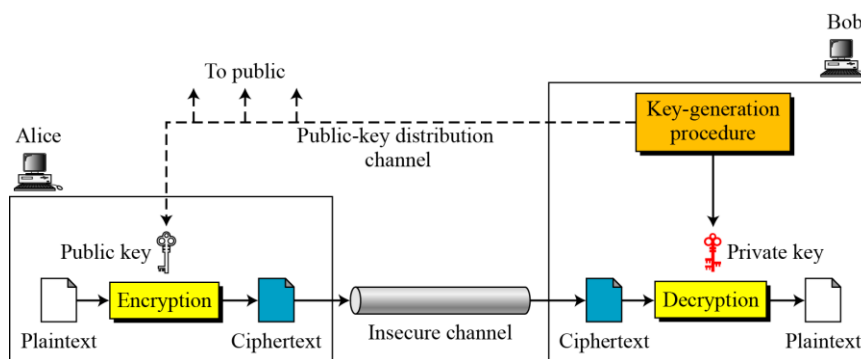 Bob
To public
Key-generation
procedure
Public-key distribution
channel
Alice
Public key
Private key
Encryption
Decryption
Plaintext
Ciphertext
Insecure channel
Ciphertext
Plaintext